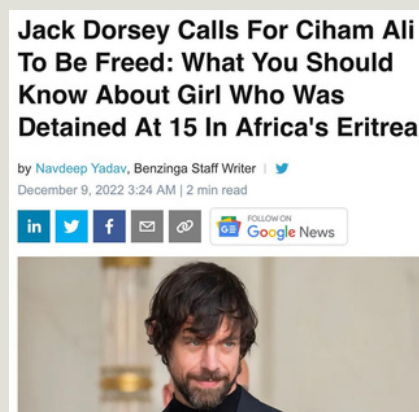 Jack Dorsey Calls For Ciham Ali
To Be Freed: What You Should
Know About Girl Who Was
Detained At 15 In Africa's Eritrea
by Navdeep Yadav, Benzinga Staff Writer |
December 9, 2022 3:24 AM | 2 min read
in f GE FOLLOW ON
Google News